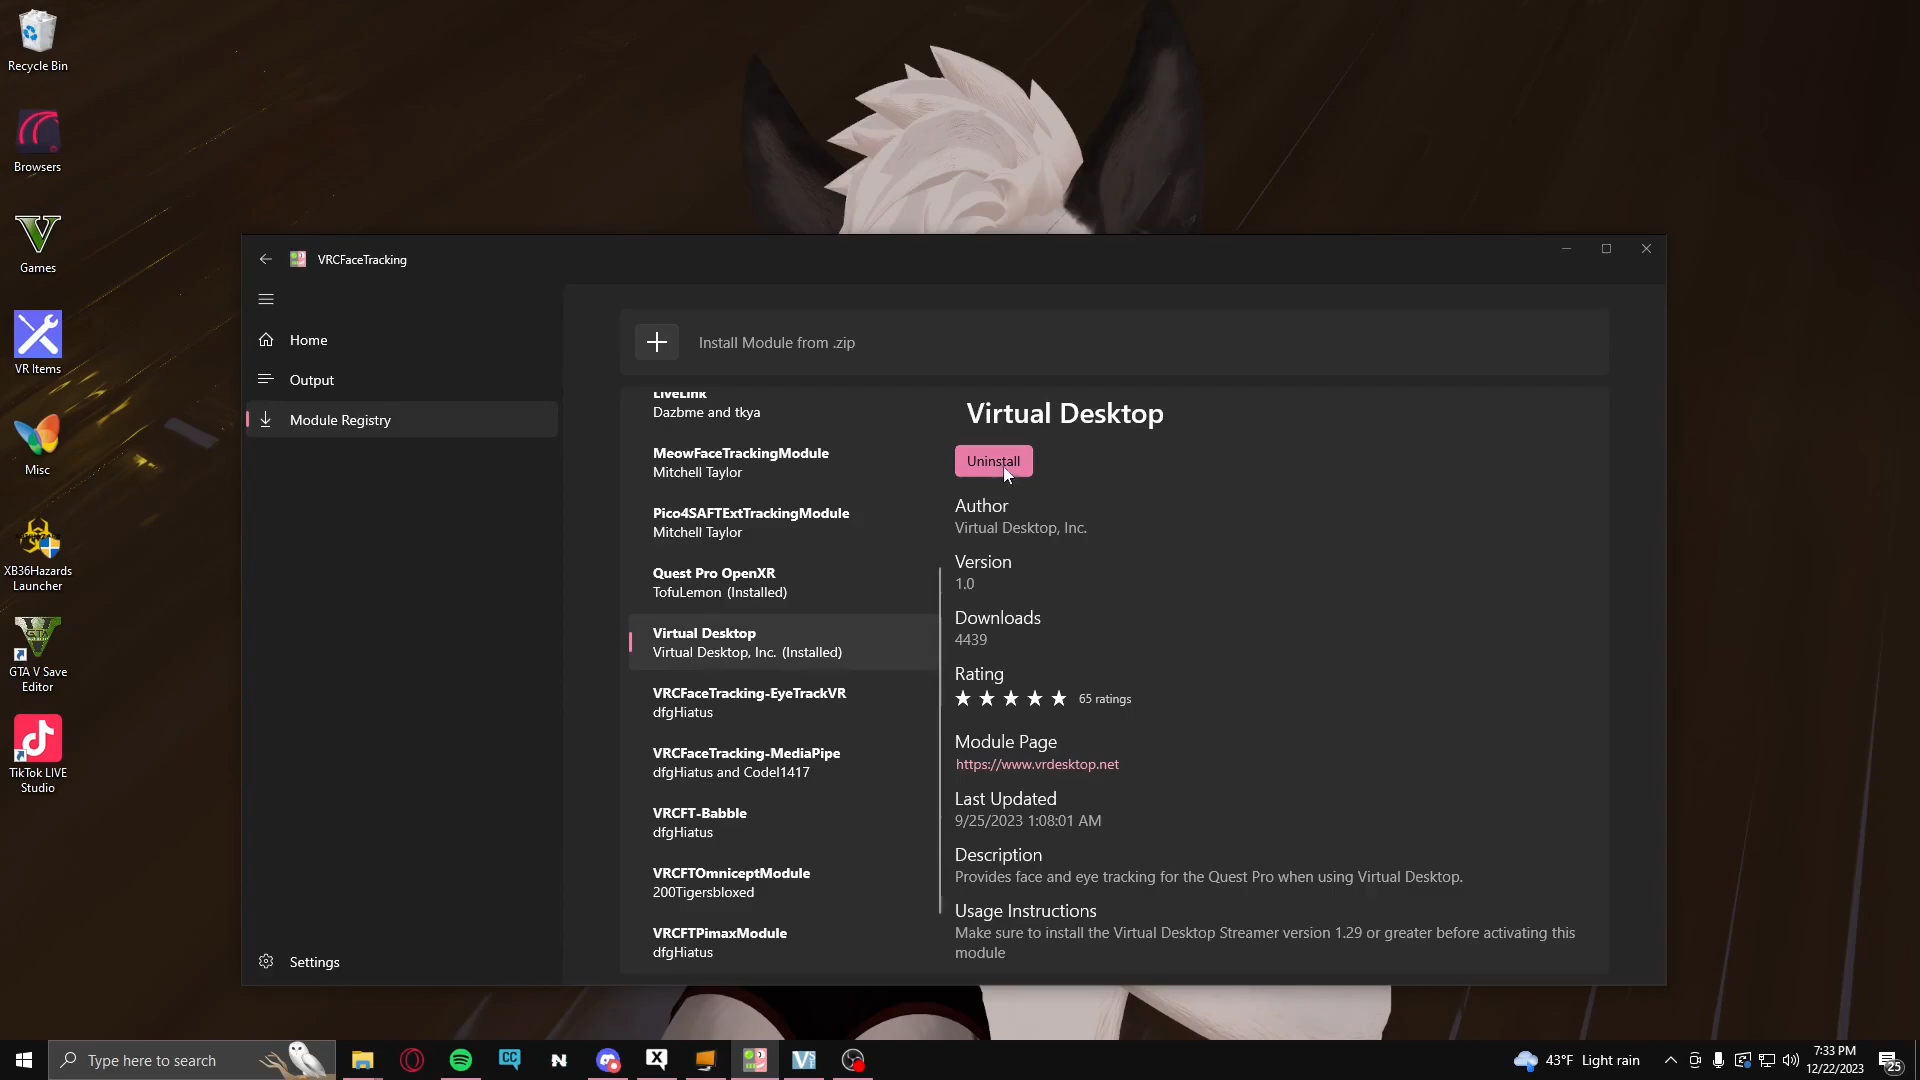 Recycle Bin
Browsers
Games
VR Items
Misc
XB36Hazards
Launcher
GTA V Save
Editor
TikTok LIVE
Studio
VRCFaceTracking
Home
Output
Module Registry
Settings
Install Module from .zip
LiveLink
Dazbme and tkya
MeowFaceTrackingModule
Mitchell Taylor
Pico4SAFTExtTrackingModule
Mitchell Taylor
Quest Pro OpenXR
TofuLemon (Installed)
Virtual Desktop
Virtual Desktop, Inc. (Installed)
VRCFaceTracking-EyeTrackVR
dfgHiatus
VRCFaceTracking-MediaPipe
dfgHiatus and Codel1417
VRCFT-Babble
dfgHiatus
VRCFTOmniceptModule
200Tigersbloxed
VRCFTPimaxModule
dfgHiatus
Virtual Desktop
Uninstall
Author
Virtual Desktop, Inc.
Version
1.0
Downloads
4439
Rating
65 ratings
Module Page
https://www.vrdesktop.net
Last Updated
9/25/2023 1:08:01 AM
Description
Provides face and eye tracking for the Quest Pro when using Virtual Desktop.
Usage Instructions
Make sure to install the Virtual Desktop Streamer version 1.29 or greater before activating this
module
Type here to search
CC
43°F Light rain
7:33 PM
12/22/2023
25